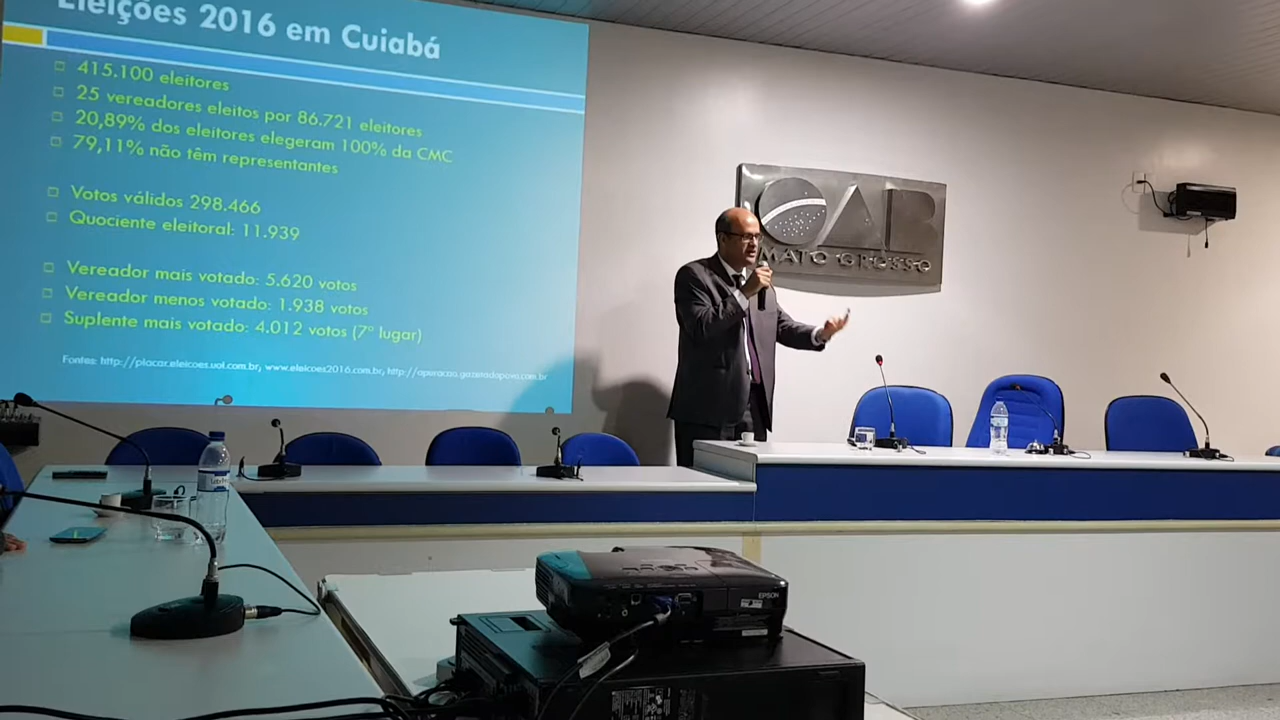 Eleições 2016 em Cuiabá
415.100 eleitores
25 vereadores eleitos por 86.721 eleitores
20,89% dos eleitores elegeram 100% da CMC
79,11% não têm representantes
Votos válidos 298.466
Quociente eleitoral: 11.939
Vereador mais votado: 5.620 votos
Vereador menos votado: 1.938 votos
Suplente mais votado: 4.012 votos (7º lugar)
Fontes: http://placar.eleicoes.uol.com.br, www.eleicoes2016.com.br, http://apuracao.gazetadopovo.com.br
OAB
MATO GROSSO
EPSON